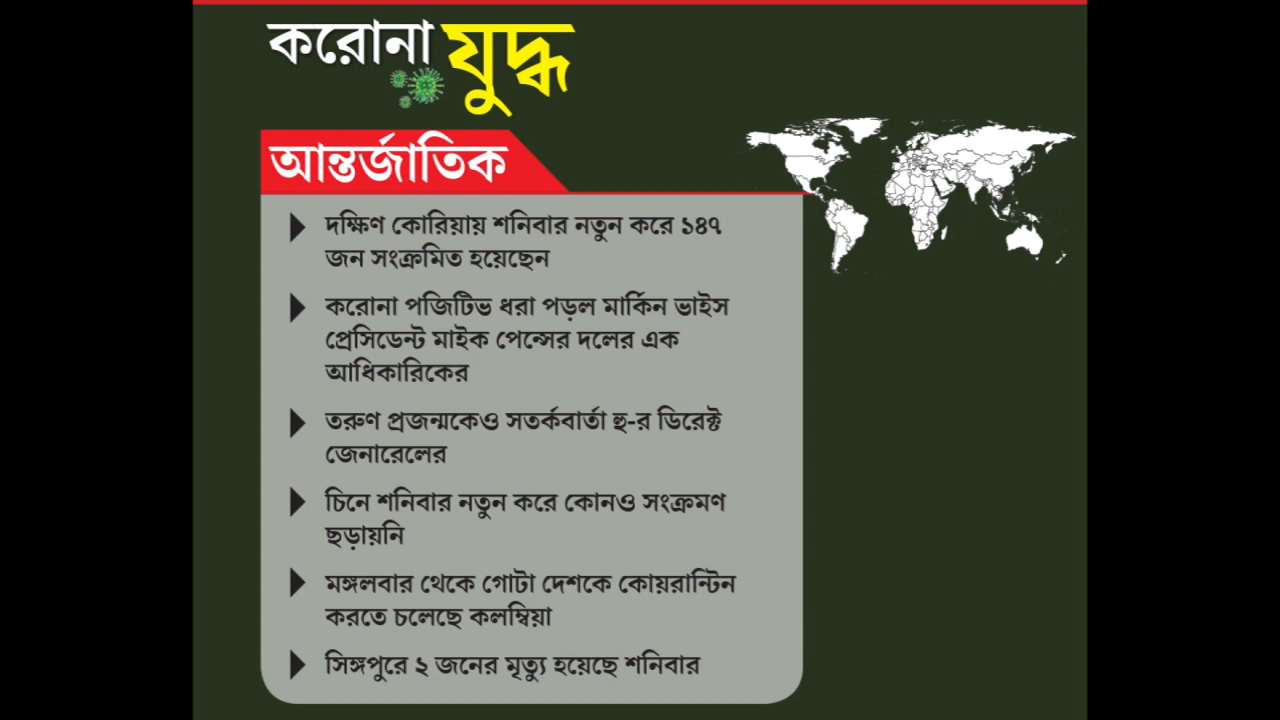 করোনা যুদ্ধ
আন্তর্জাতিক
দক্ষিণ কোরিয়ায় শনিবার নতুন করে ১৪৭
জন সংক্রমিত হয়েছেন
করোনা পজিটিভ ধরা পড়ল মার্কিন ভাইস
প্রেসিডেন্ট মাইক পেন্সের দলের এক
আধিকারিকের
তরুণ প্রজন্মকেও সতর্কবার্তা হু-র ডিরেক্ট
জেনারেলের
চিনে শনিবার নতুন করে কোনও সংক্রমণ
ছড়ায়নি
মঙ্গলবার থেকে গোটা দেশকে কোয়রান্টিন
করতে চলেছে কলম্বিয়া
সিঙ্গপুরে ২ জনের মৃত্যু হয়েছে শনিবার